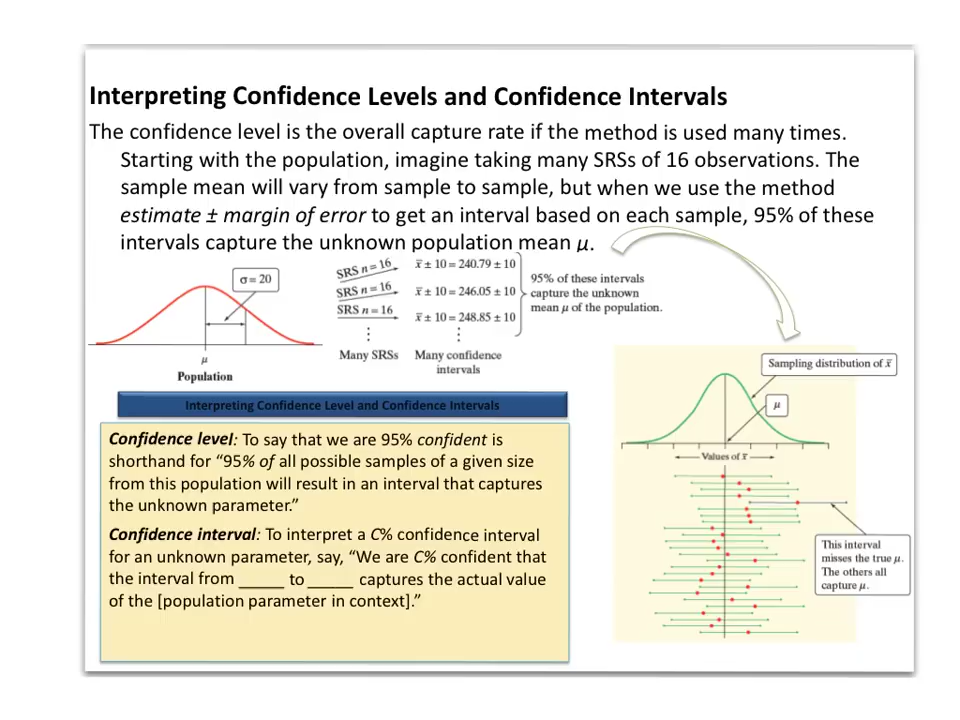 Interpreting Confidence Levels and Confidence Intervals
The confidence level is the overall capture rate if the method is used many times.
Starting with the population, imagine taking many SRSs of 16 observations. The
sample mean will vary from sample to sample, but when we use the method
estimate ± margin of error to get an interval based on each sample, 95% of these
intervals capture the unknown population mean μ.
σ = 20
μ
Population
SRS n = 16
SRS n = 16
SRS n = 16
⋮
Many SRSs
x̄ ± 10 = 240.79 ± 10
x̄ ± 10 = 246.05 ± 10
x̄ ± 10 = 248.85 ± 10
⋮
Many confidence
intervals
95% of these intervals
capture the unknown
mean μ of the population.
Sampling distribution of x̄
μ
Values of x̄
This interval
misses the true μ.
The others all
capture μ.
Interpreting Confidence Level and Confidence Intervals
Confidence level: To say that we are 95% confident is
shorthand for “95% of all possible samples of a given size
from this population will result in an interval that captures
the unknown parameter.”
Confidence interval: To interpret a C% confidence interval
for an unknown parameter, say, “We are C% confident that
the interval from _____ to _____ captures the actual value
of the [population parameter in context].”